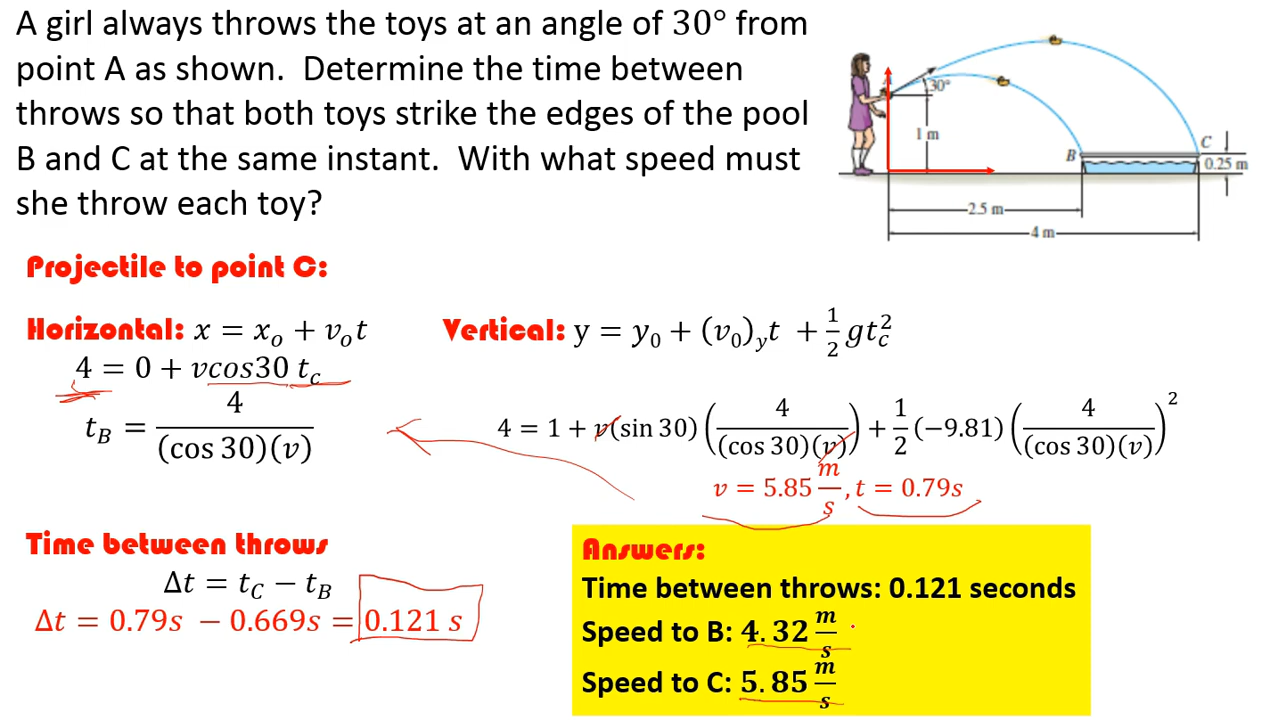 A girl always throws the toys at an angle of 30° from
point A as shown. Determine the time between
throws so that both toys strike the edges of the pool
B and C at the same instant. With what speed must
she throw each toy?
A
30°
1 m
B
C
0.25 m
2.5 m
4 m
Projectile to point C:
Horizontal: x = x₀ + v₀t
4 = 0 + vcos30 t_c
t_B = 4/((cos 30)(v))
Vertical: y = y₀ + (v₀)_y t + 1/2 gt_c²
4 = 1 + v(sin 30) (4/((cos 30)(v))) + 1/2 (−9.81) (4/((cos 30)(v)))²
v = 5.85 m/s, t = 0.79s
Time between throws
Δt = t_C − t_B
Δt = 0.79s − 0.669s = 0.121 s
Answers:
Time between throws: 0.121 seconds
Speed to B: 4.32 m/s
Speed to C: 5.85 m/s